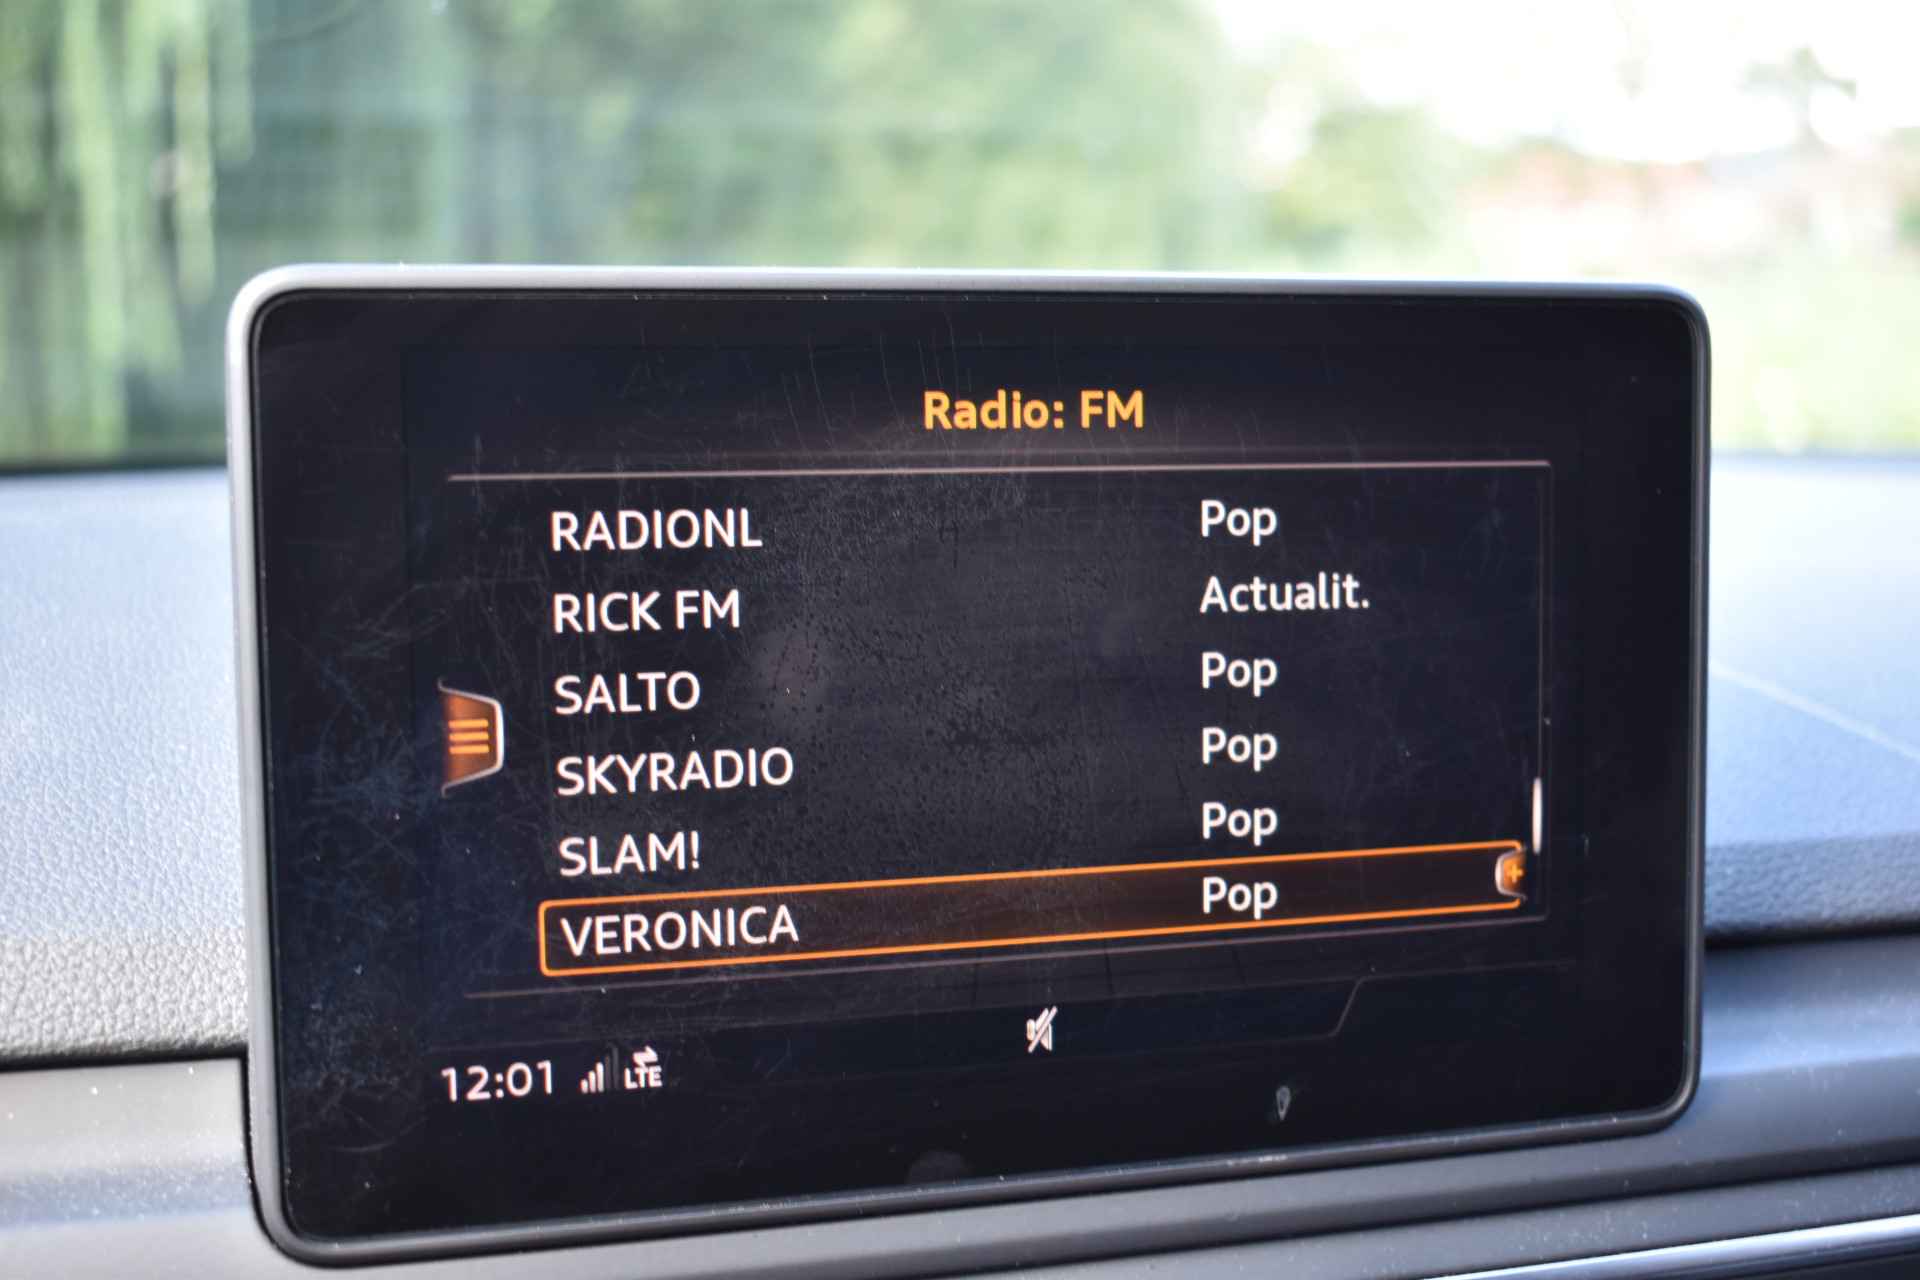 Radio: FM
RADIONL Pop
RICK FM Actualit.
SALTO Pop
SKYRADIO Pop
SLAM! Pop
VERONICA Pop
12:01 LTE